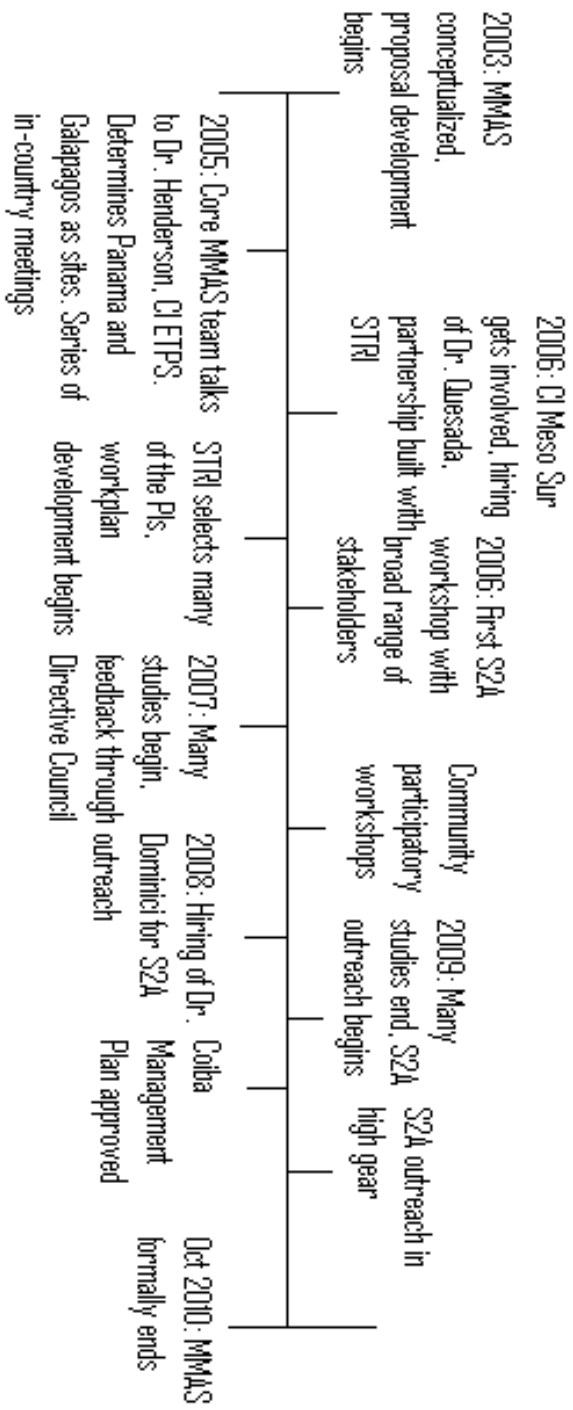 2003: MMAS
conceptualized,
proposal development
begins
2005: Core MMAS team talks
to Dr. Henderson, CI ETPS.
Determines Panama and
Galapagos as sites. Series of
in-country meetings
2006: CI Meso Sur
gets involved, hiring
of Dr. Quesada,
partnership built with
STRI
STRI selects many
of the PIs,
workplan
development begins
2006: First S2A
workshop with
broad range of
stakeholders
2007: Many
studies begin,
feedback through
Directive Council
Community
participatory
workshops
2008: Hiring of Dr.
Dominici for S2A
outreach
2009: Many
studies end, S2A
outreach begins
Coiba
Management
Plan approved
S2A outreach in
high gear
Oct 2010: MMAS
formally ends